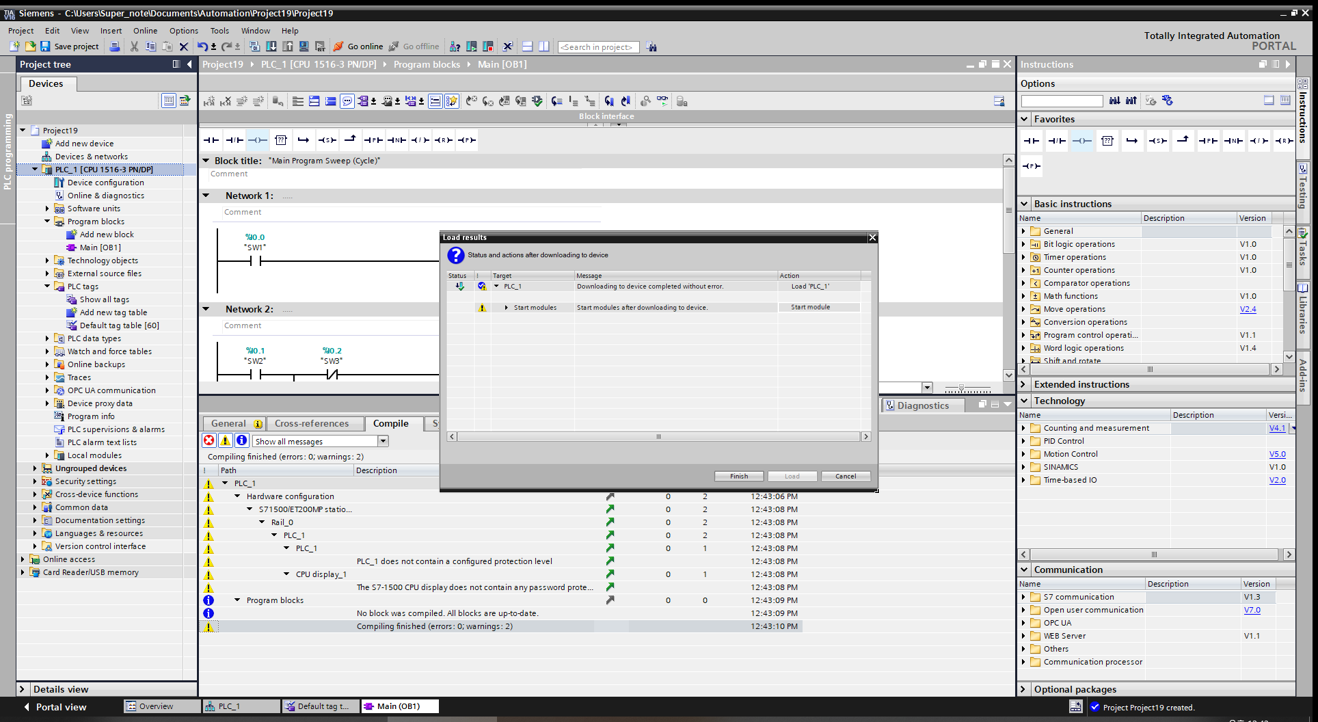 Siemens - C:\Users\Super_note\Documents\Automation\Project19\Project19
Project Edit View Insert Online Options Tools Window Help
Totally Integrated Automation
PORTAL
Save project
Go online
Go offline
<Search in project>
Project tree
Project19 PLC_1 [CPU 1516-3 PN/DP] Program blocks Main [OB1]
Instructions
Devices
Options
PLC programming
Project19
Add new device
Devices & networks
PLC_1 [CPU 1516-3 PN/DP]
Device configuration
Online & diagnostics
Software units
Program blocks
Add new block
Main [OB1]
Technology objects
External source files
PLC tags
Show all tags
Add new tag table
Default tag table [60]
PLC data types
Watch and force tables
Online backups
Traces
OPC UA communication
Device proxy data
Program info
PLC supervisions & alarms
PLC alarm text lists
Local modules
Ungrouped devices
Security settings
Cross-device functions
Common data
Documentation settings
Languages & resources
Version control interface
Online access
Card Reader/USB memory
Details view
Block interface
Block title: "Main Program Sweep (Cycle)"
Comment
Network 1: .....
Comment
%I0.0
"SW1"
Network 2: .....
Comment
%I0.1 %I0.2
"SW2" "SW3"
Load results
Status and actions after downloading to device
Status ! Target Message Action
PLC_1 Downloading to device completed without error. Load 'PLC_1'
Start modules Start modules after downloading to device. Start module
Finish Load Cancel
Diagnostics
General Cross-references Compile S
Show all messages
Compiling finished (errors: 0; warnings: 2)
! Path Description
PLC_1
Hardware configuration 0 2 12:43:06 PM
S71500/ET200MP statio... 0 2 12:43:08 PM
Rail_0 0 2 12:43:08 PM
PLC_1 0 2 12:43:08 PM
PLC_1 0 1 12:43:08 PM
PLC_1 does not contain a configured protection level 12:43:08 PM
CPU display_1 0 1 12:43:08 PM
The S7-1500 CPU display does not contain any password prote... 12:43:08 PM
Program blocks 0 0 12:43:09 PM
No block was compiled. All blocks are up-to-date. 12:43:09 PM
Compiling finished (errors: 0; warnings: 2) 12:43:10 PM
Favorites
Basic instructions
Name Description Version
General
Bit logic operations V1.0
Timer operations V1.0
Counter operations V1.0
Comparator operations
Math functions V1.0
Move operations V2.4
Conversion operations
Program control operati... V1.1
Word logic operations V1.4
Shift and rotate
Extended instructions
Technology
Name Description Versi...
Counting and measurement V4.1
PID Control
Motion Control V5.0
SINAMICS V1.0
Time-based IO V2.0
Communication
Name Description Version
S7 communication V1.3
Open user communication V7.0
OPC UA
WEB Server V1.1
Others
Communication processor
Optional packages
Instructions
Testing
Tasks
Libraries
Add-ins
Portal view
Overview
PLC_1
Default tag t...
Main (OB1)
Project Project19 created.